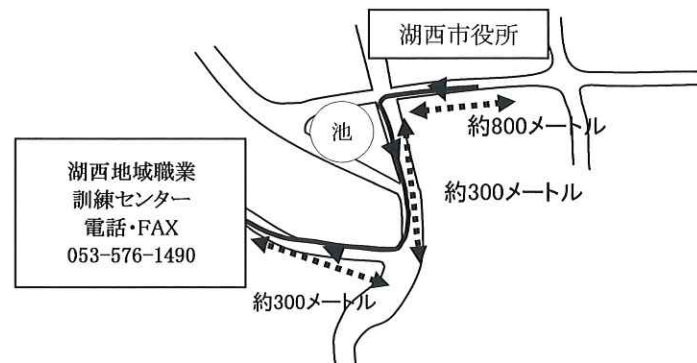 湖西市役所
約800メートル
池
約300メートル
湖西地域職業
訓練センター
電話・FAX
053-576-1490
約300メートル